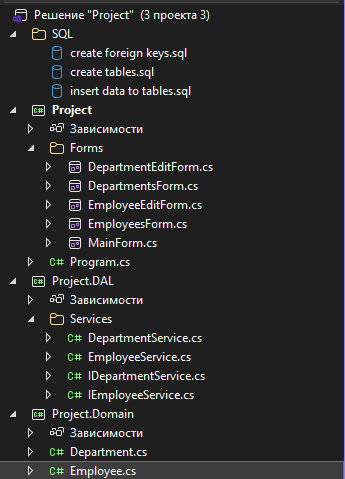 Решение "Project" (3 проекта 3)
SQL
create foreign keys.sql
create tables.sql
insert data to tables.sql
Project
Зависимости
Forms
DepartmentEditForm.cs
DepartmentsForm.cs
EmployeeEditForm.cs
EmployeesForm.cs
MainForm.cs
C# Program.cs
Project.DAL
Зависимости
Services
C# DepartmentService.cs
C# EmployeeService.cs
C# IDepartmentService.cs
C# IEmployeeService.cs
C# Project.Domain
Зависимости
C# Department.cs
C# Employee.cs